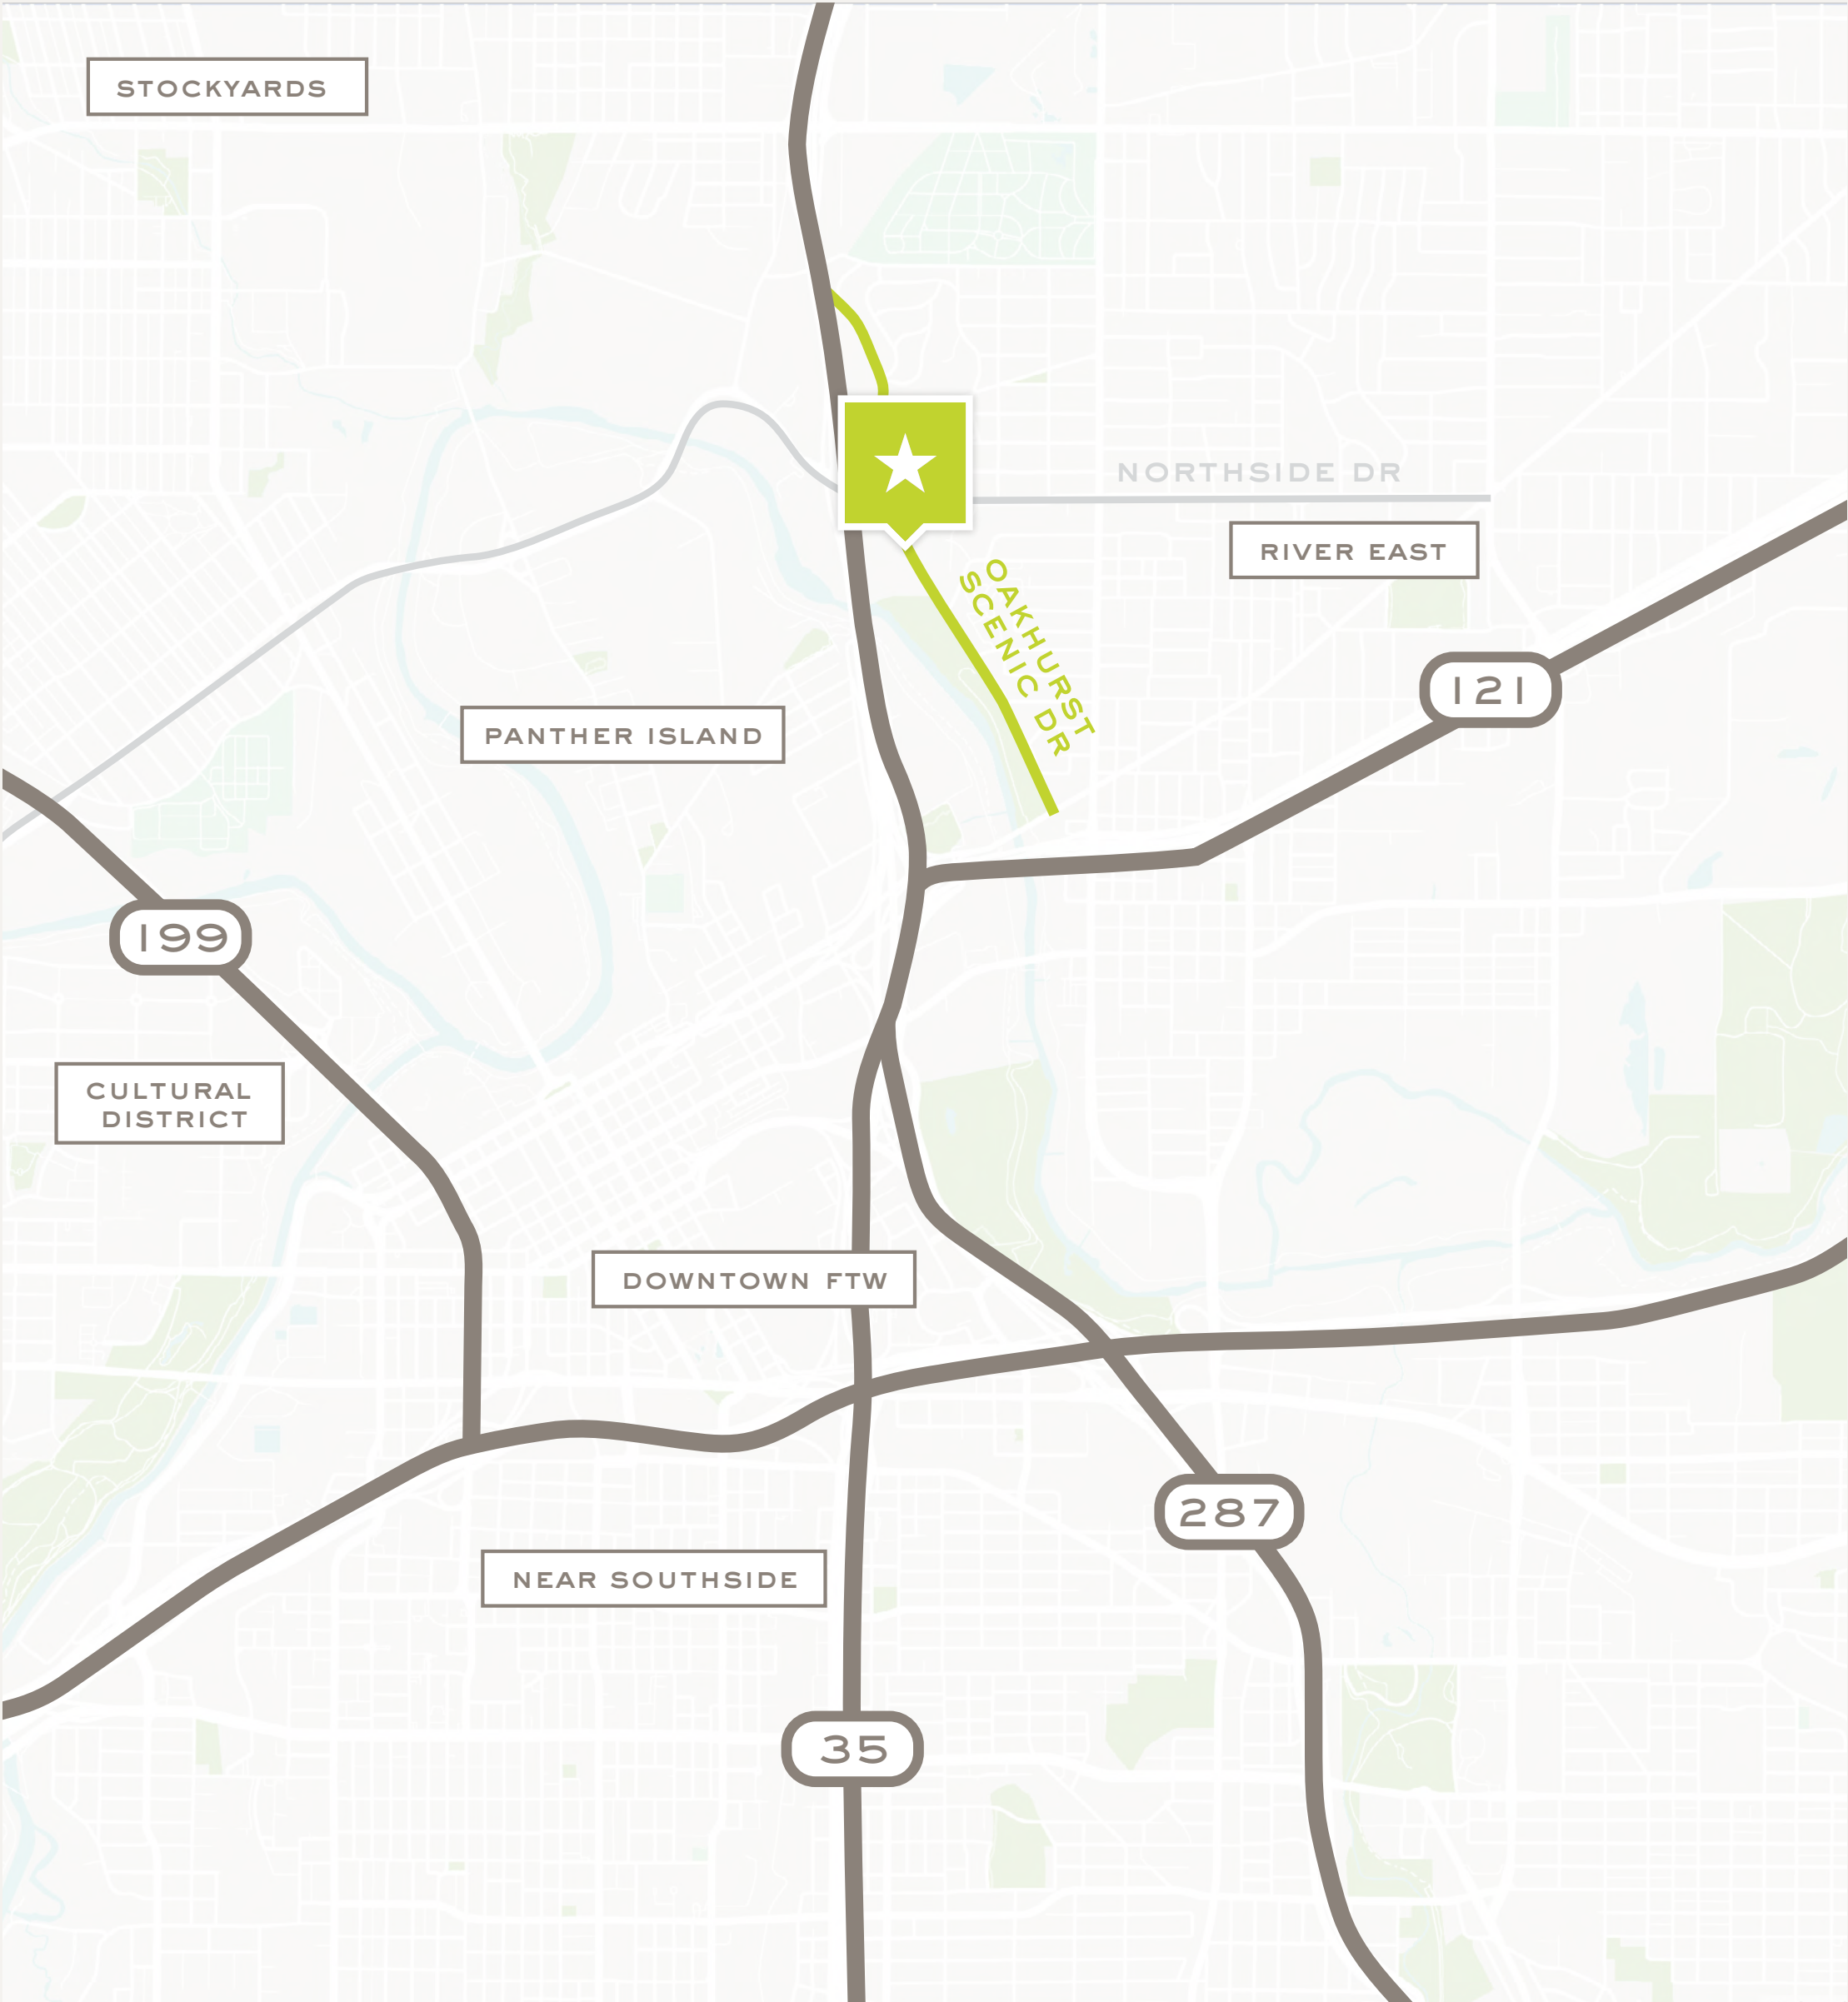 STOCKYARDS
NORTHSIDE DR
RIVER EAST
OAKHURST
SCENIC DR
121
PANTHER ISLAND
199
CULTURAL
DISTRICT
DOWNTOWN FTW
287
NEAR SOUTHSIDE
35